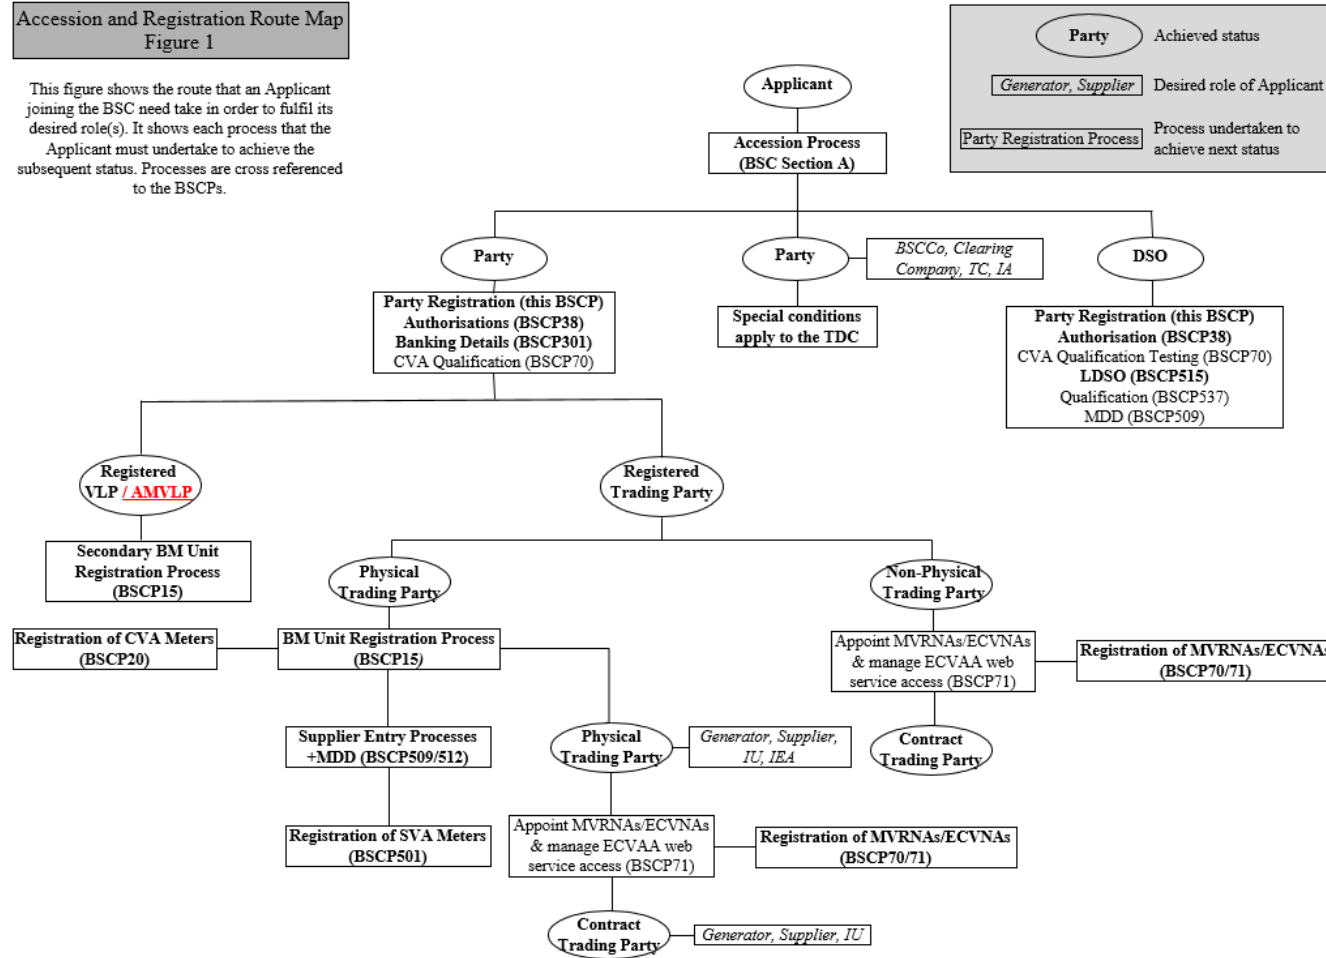 Accession and Registration Route Map
Figure 1
This figure shows the route that an Applicant
joining the BSC need take in order to fulfil its
desired role(s). It shows each process that the
Applicant must undertake to achieve the
subsequent status. Processes are cross referenced
to the BSCPs.
Party
Achieved status
Generator, Supplier
Desired role of Applicant
Party Registration Process
Process undertaken to
achieve next status
Applicant
Accession Process
(BSC Section A)
Party
Party
BSCCo, Clearing
Company, TC, IA
DSO
Party Registration (this BSCP)
Authorisations (BSCP38)
Banking Details (BSCP301)
CVA Qualification (BSCP70)
Special conditions
apply to the TDC
Party Registration (this BSCP)
Authorisation (BSCP38)
CVA Qualification Testing (BSCP70)
LDSO (BSCP515)
Qualification (BSCP537)
MDD (BSCP509)
Registered
VLP / AMVLP
Registered
Trading Party
Secondary BM Unit
Registration Process
(BSCP15)
Physical
Trading Party
Non-Physical
Trading Party
Registration of CVA Meters
(BSCP20)
BM Unit Registration Process
(BSCP15)
Appoint MVRNAs/ECVNAs
& manage ECVAA web
service access (BSCP71)
Registration of MVRNAs/ECVNAs
(BSCP70/71)
Supplier Entry Processes
+MDD (BSCP509/512)
Physical
Trading Party
Generator, Supplier,
IU, IEA
Contract
Trading Party
Registration of SVA Meters
(BSCP501)
Appoint MVRNAs/ECVNAs
& manage ECVAA web
service access (BSCP71)
Registration of MVRNAs/ECVNAs
(BSCP70/71)
Contract
Trading Party
Generator, Supplier, IU